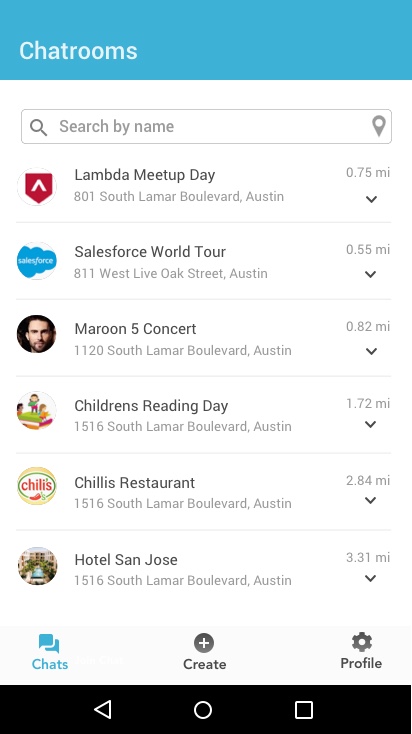 Chatrooms
Search by name
Lambda Meetup Day
0.75 mi
801 South Lamar Boulevard, Austin
salesforce
Salesforce World Tour
0.55 mi
811 West Live Oak Street, Austin
Maroon 5 Concert
0.82 mi
1120 South Lamar Boulevard, Austin
Childrens Reading Day
1.72 mi
1516 South Lamar Boulevard, Austin
chili's
Chillis Restaurant
2.84 mi
1516 South Lamar Boulevard, Austin
Hotel San Jose
3.31 mi
1516 South Lamar Boulevard, Austin
Chats
Create
Profile